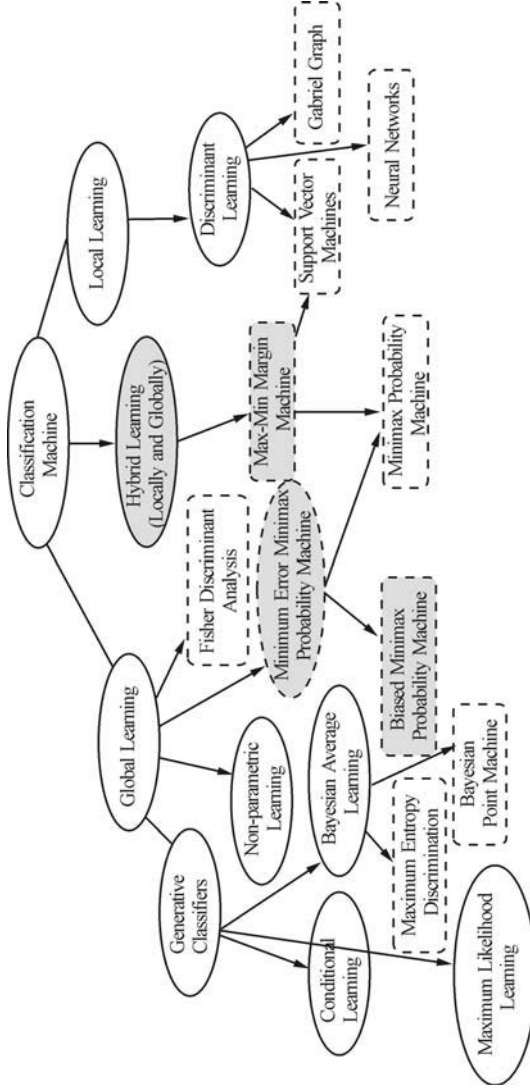 Classification
Machine
Global Learning
Hybrid Learning
(Locally and Globally)
Local Learning
Generative
Classifiers
Non-parametric
Learning
Fisher Discriminant
Analysis
Minimum Error Minimax
Probability Machine
Max-Min Margin
Machine
Discriminant
Learning
Conditional
Learning
Bayesian Average
Learning
Support Vector
Machines
Gabriel Graph
Maximum Entropy
Discrimination
Biased Minimax
Probability Machine
Minimax Probability
Machine
Neural Networks
Maximum Likelihood
Learning
Bayesian
Point Machine